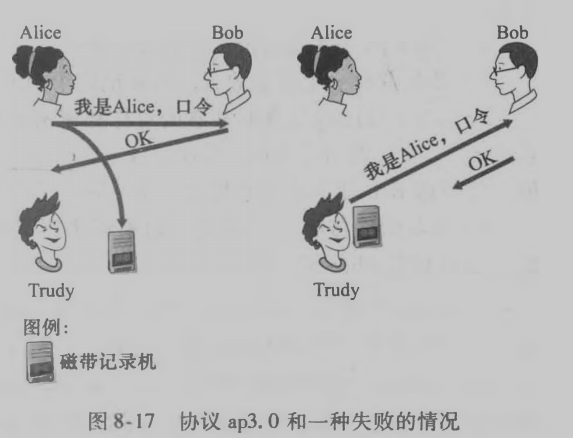 Alice
Bob
Alice
Bob
我是Alice，口令
OK
我是Alice，口令
OK
Trudy
Trudy
图例：
磁带记录机
图8-17 协议 ap3.0 和一种失败的情况